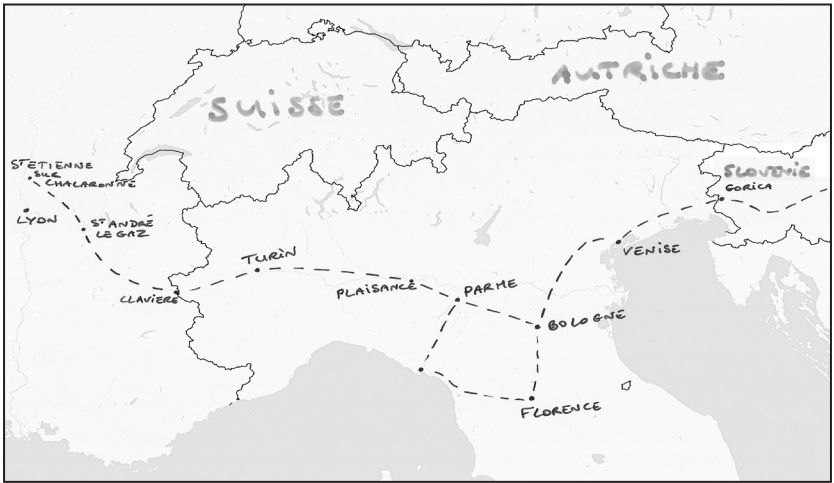 SUISSE
AUTRICHE
ST ETIENNE
SUR
CHALARONNE
LYON
ST ANDRÉ
LE GAZ
CLAVIERE
TURIN
PLAISANCE
PARME
BOLOGNE
FLORENCE
VENISE
SLOVENIE
GORICA